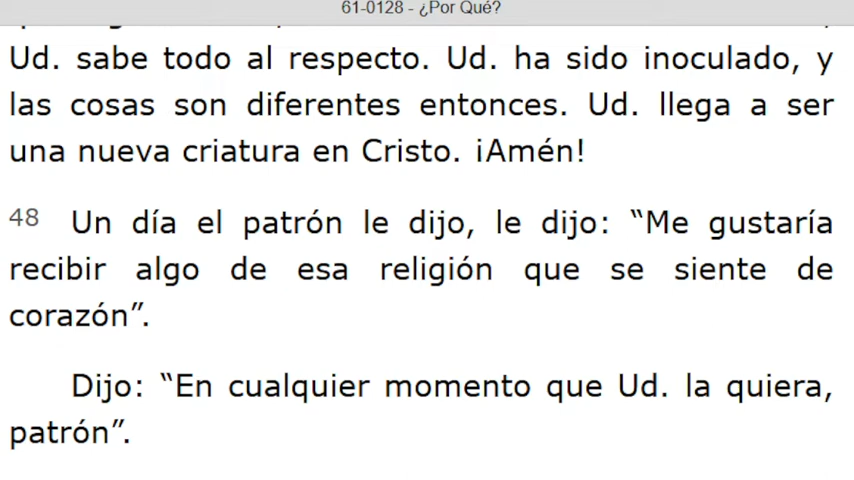 61-0128 - ¿Por Qué?
Ud. sabe todo al respecto. Ud. ha sido inoculado, y
las cosas son diferentes entonces. Ud. llega a ser
una nueva criatura en Cristo. ¡Amén!
48 Un día el patrón le dijo, le dijo: “Me gustaría
recibir algo de esa religión que se siente de
corazón”.
Dijo: “En cualquier momento que Ud. la quiera,
patrón”.